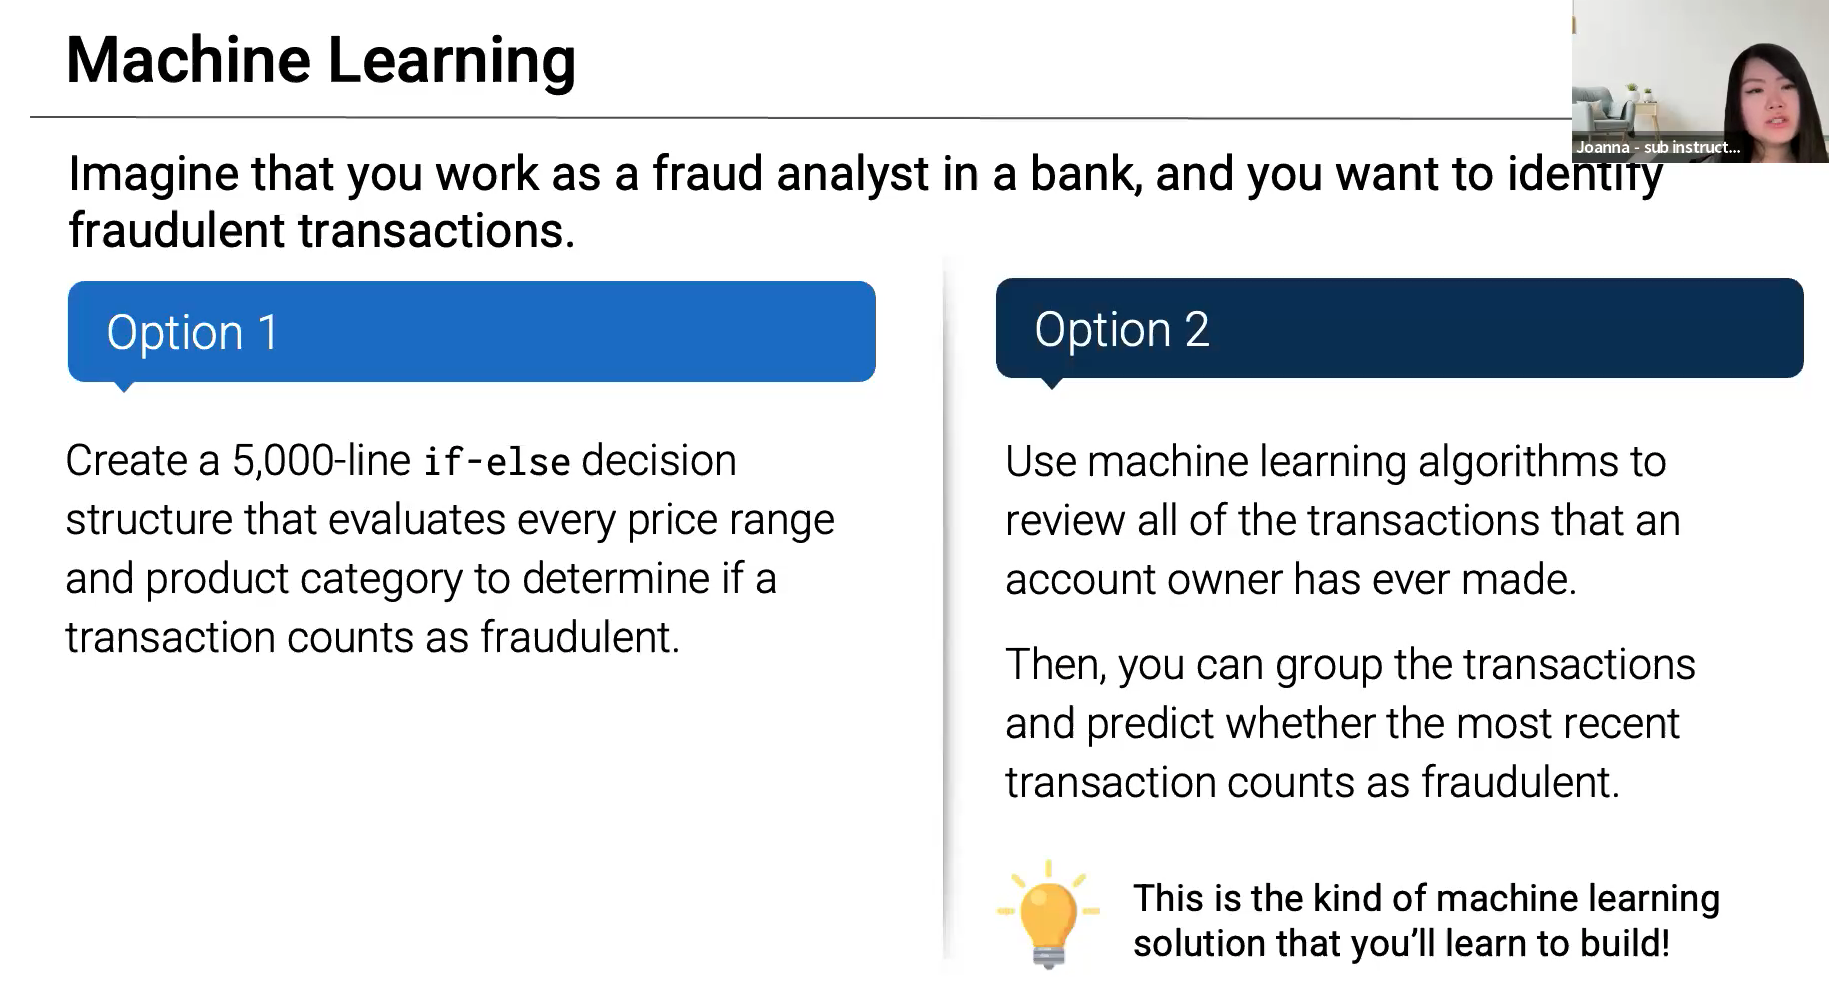 Machine Learning
Joanna - sub instruct...
Imagine that you work as a fraud analyst in a bank, and you want to identify
fraudulent transactions.
Option 1
Create a 5,000-line if-else decision
structure that evaluates every price range
and product category to determine if a
transaction counts as fraudulent.
Option 2
Use machine learning algorithms to
review all of the transactions that an
account owner has ever made.
Then, you can group the transactions
and predict whether the most recent
transaction counts as fraudulent.
This is the kind of machine learning
solution that you’ll learn to build!